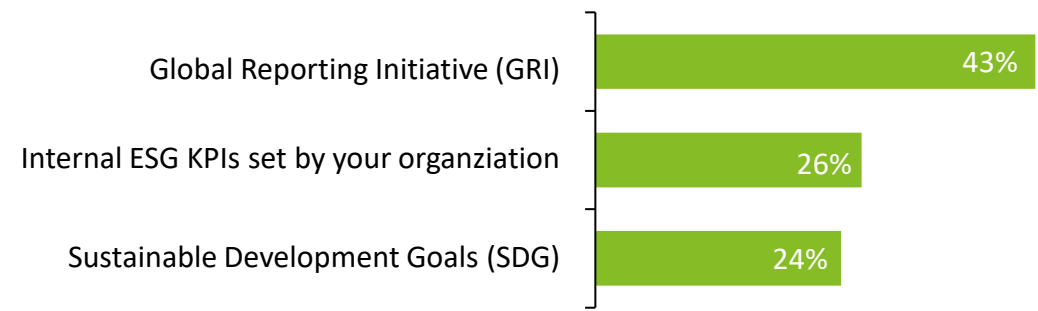 Global Reporting Initiative (GRI) 43%
Internal ESG KPIs set by your organziation 26%
Sustainable Development Goals (SDG) 24%